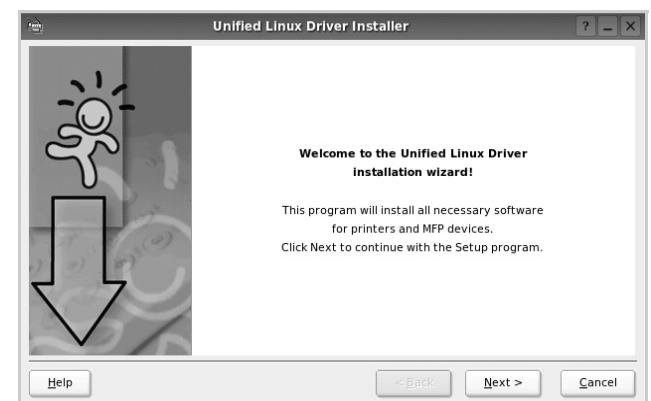 Unified Linux Driver Installer
Welcome to the Unified Linux Driver
installation wizard!
This program will install all necessary software
for printers and MFP devices.
Click Next to continue with the Setup program.
Help
< Back
Next >
Cancel